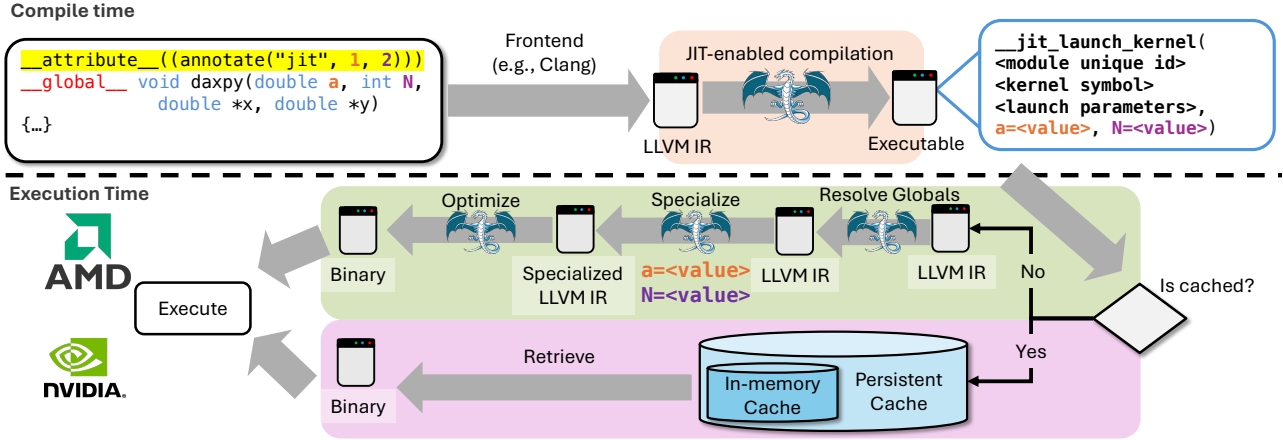 Compile time
__attribute__((annotate("jit", 1, 2)))
__global__ void daxpy(double a, int N,
double *x, double *y)
{…}
Frontend
(e.g., Clang)
LLVM IR
JIT-enabled compilation
Executable
__jit_launch_kernel(
<module unique id>
<kernel symbol>
<launch parameters>,
a=<value>, N=<value>)
Execution Time
AMD
NVIDIA.
Execute
Binary
Optimize
Specialized
LLVM IR
Specialize
a=<value>
N=<value>
LLVM IR
Resolve Globals
LLVM IR
No
Is cached?
Yes
Binary
Retrieve
In-memory
Cache
Persistent
Cache